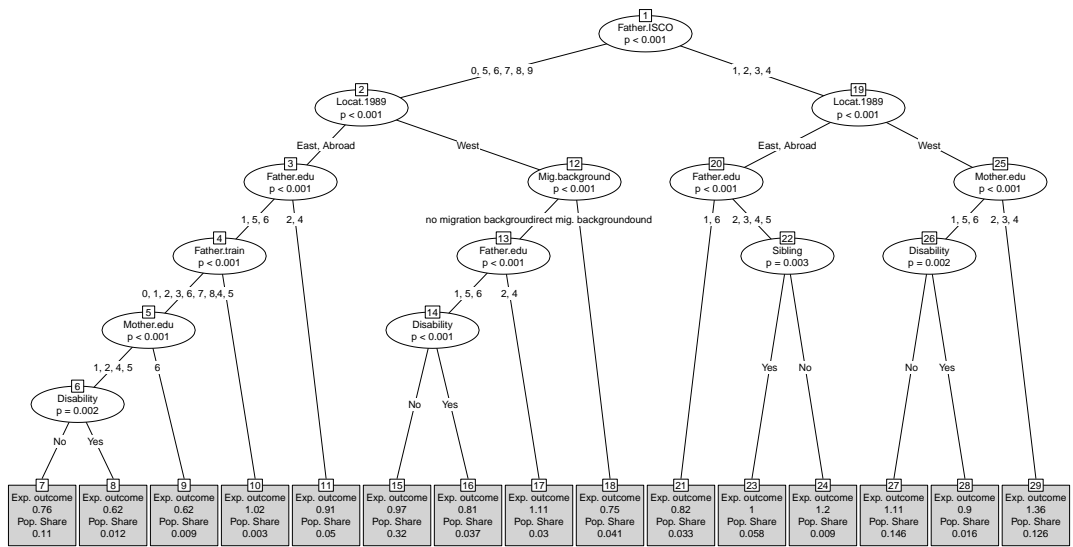 1
Father.ISCO
p < 0.001
0, 5, 6, 7, 8, 9
1, 2, 3, 4
2
Locat.1989
p < 0.001
19
Locat.1989
p < 0.001
East, Abroad
West
East, Abroad
West
3
Father.edu
p < 0.001
12
Mig.background
p < 0.001
20
Father.edu
p < 0.001
25
Mother.edu
p < 0.001
1, 5, 6
2, 4
no migration backgroundirect mig. backgroundound
1, 6
2, 3, 4, 5
1, 5, 6
2, 3, 4
4
Father.train
p < 0.001
13
Father.edu
p < 0.001
22
Sibling
p = 0.003
26
Disability
p = 0.002
0, 1, 2, 3, 6, 7, 8,4, 5
1, 5, 6
2, 4
5
Mother.edu
p < 0.001
14
Disability
p < 0.001
1, 2, 4, 5
6
Yes
No
No
Yes
6
Disability
p = 0.002
No
Yes
No
Yes
7
Exp. outcome
0.76
Pop. Share
0.11
8
Exp. outcome
0.62
Pop. Share
0.012
9
Exp. outcome
0.62
Pop. Share
0.009
10
Exp. outcome
1.02
Pop. Share
0.003
11
Exp. outcome
0.91
Pop. Share
0.05
15
Exp. outcome
0.97
Pop. Share
0.32
16
Exp. outcome
0.81
Pop. Share
0.037
17
Exp. outcome
1.11
Pop. Share
0.03
18
Exp. outcome
0.75
Pop. Share
0.041
21
Exp. outcome
0.82
Pop. Share
0.033
23
Exp. outcome
1
Pop. Share
0.058
24
Exp. outcome
1.2
Pop. Share
0.009
27
Exp. outcome
1.11
Pop. Share
0.146
28
Exp. outcome
0.9
Pop. Share
0.016
29
Exp. outcome
1.36
Pop. Share
0.126